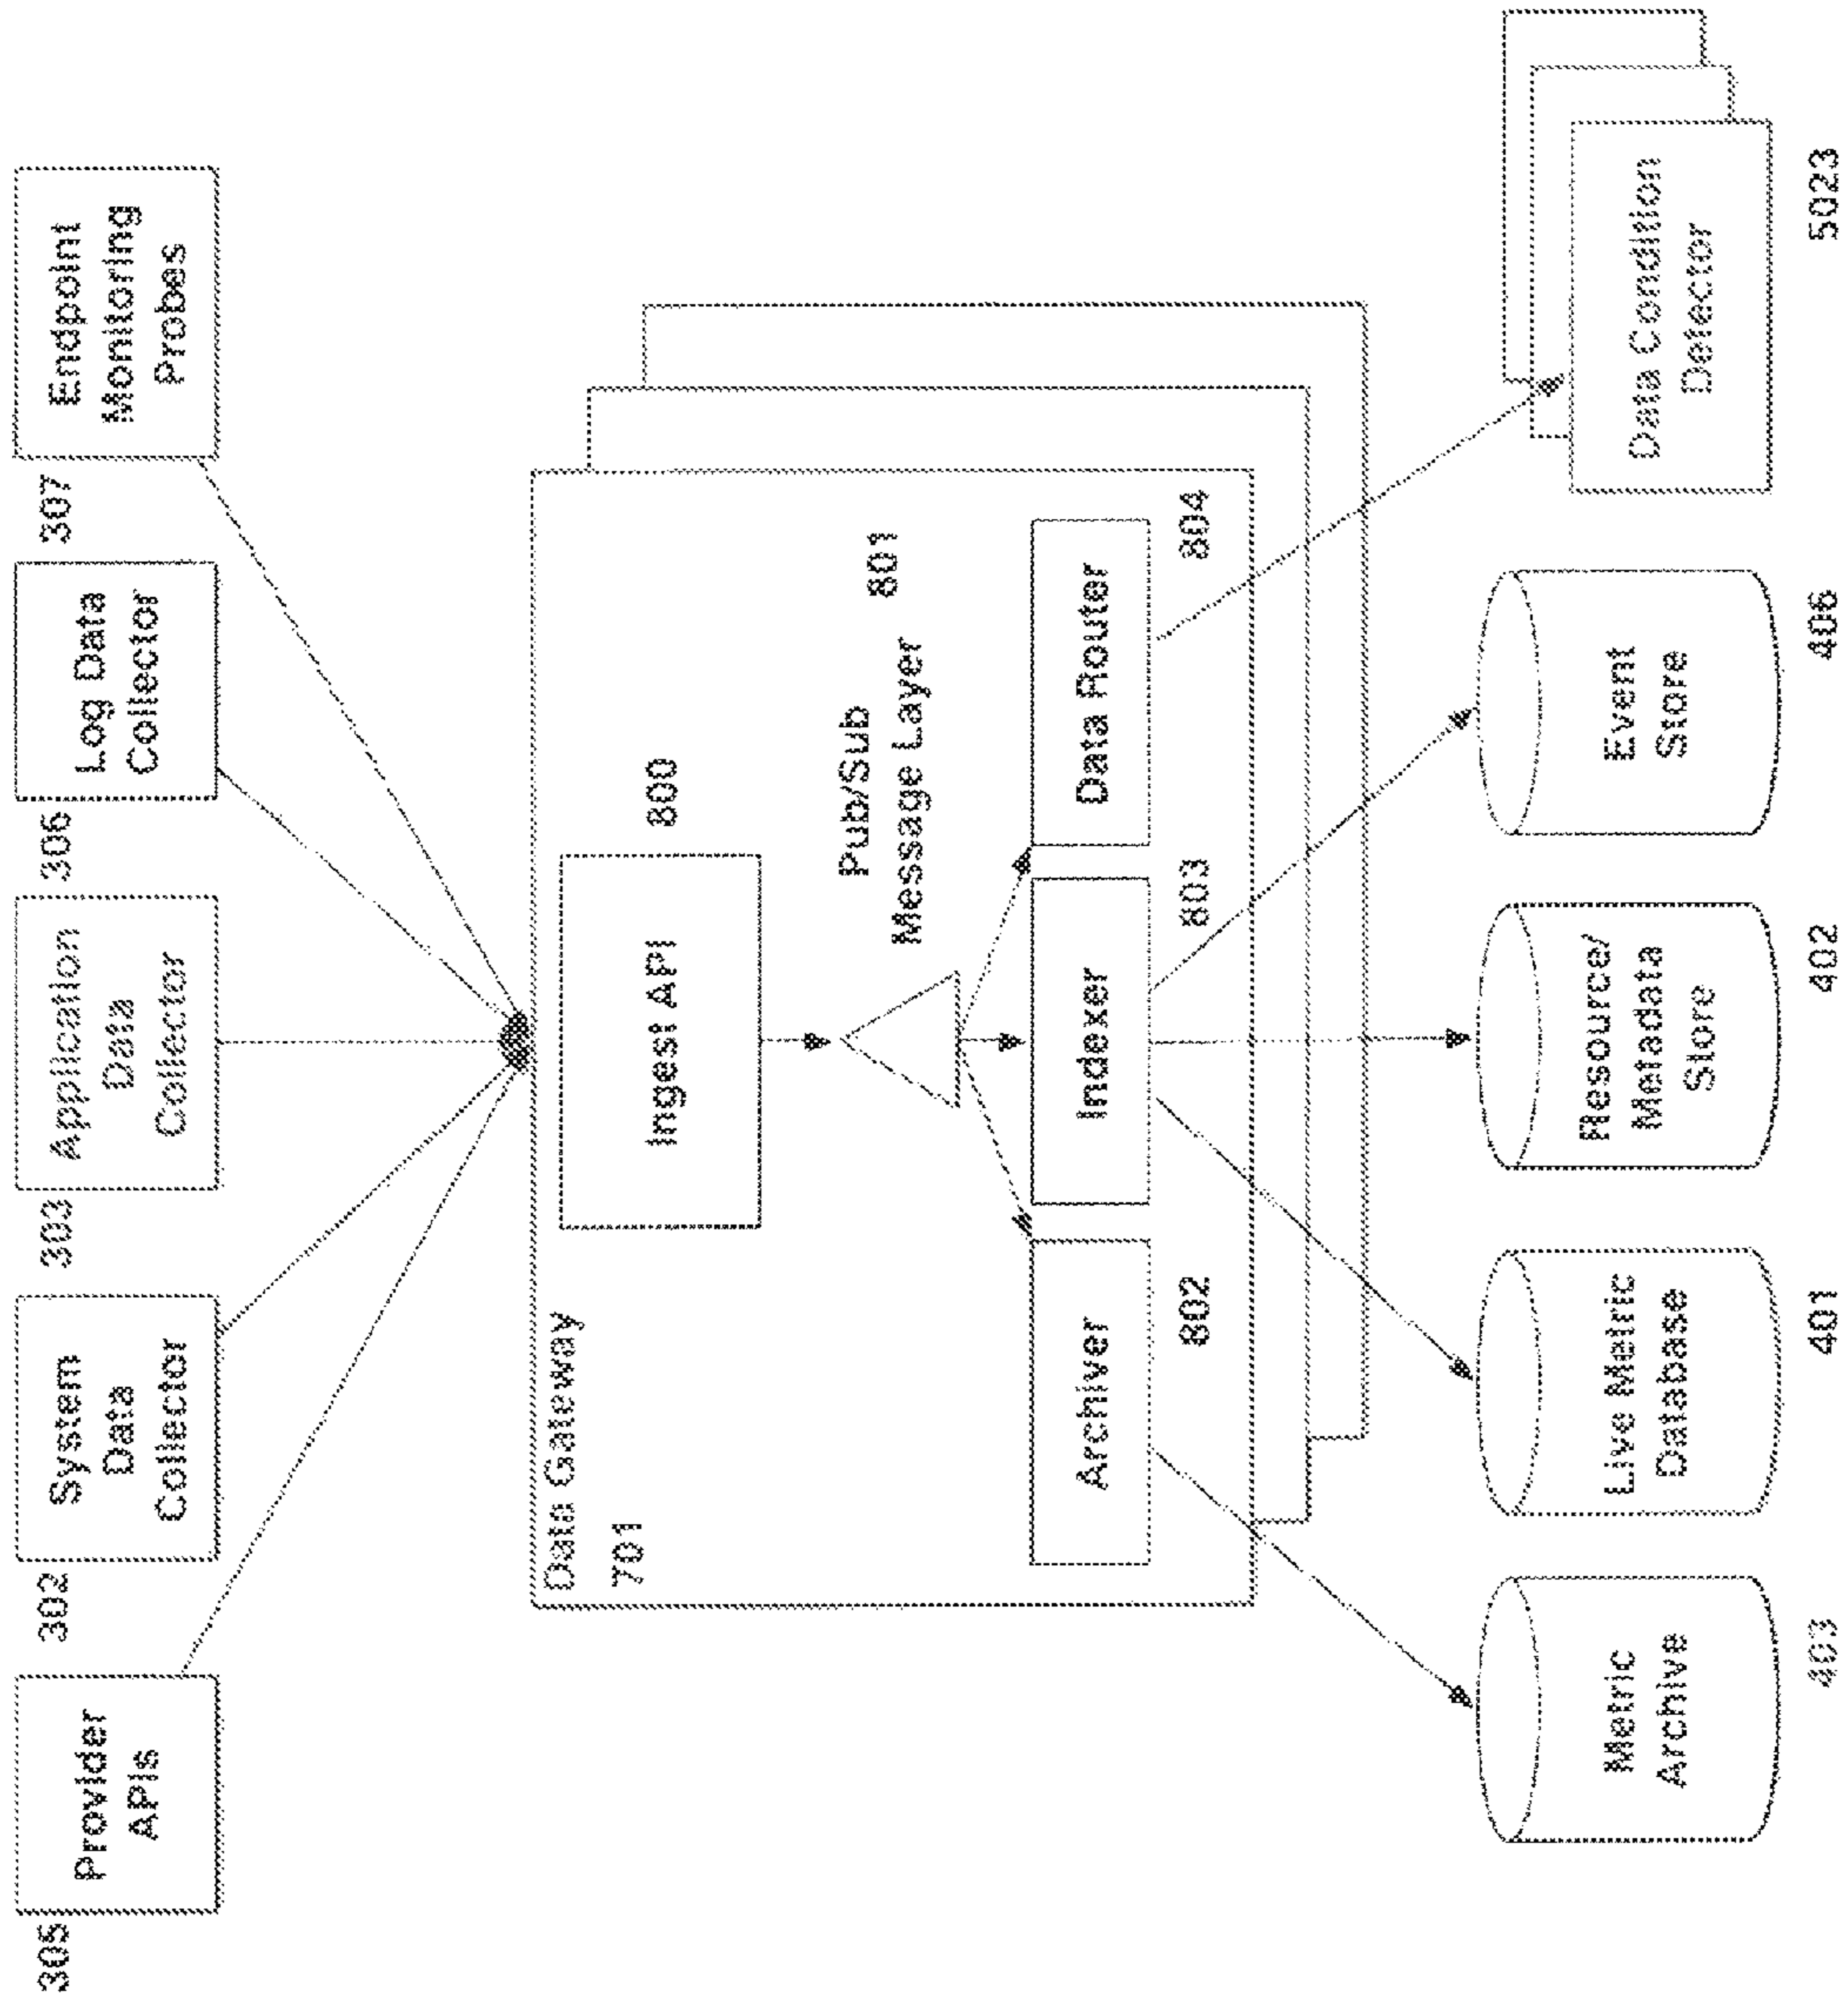 305
Provider
APIs
302
System
Data
Collector
303
Application
Data
Collector
306
Log Data
Collector
307
Endpoint
Monitoring
Probes
Data Gateway
701
Ingest API
800
Pub/Sub
Message Layer
801
Archiver
802
Indexer
803
Data Router
804
Metric
Archive
403
Live Metric
Database
401
Resource/
Metadata
Store
402
Event
Store
406
Data Condition
Detector
5023